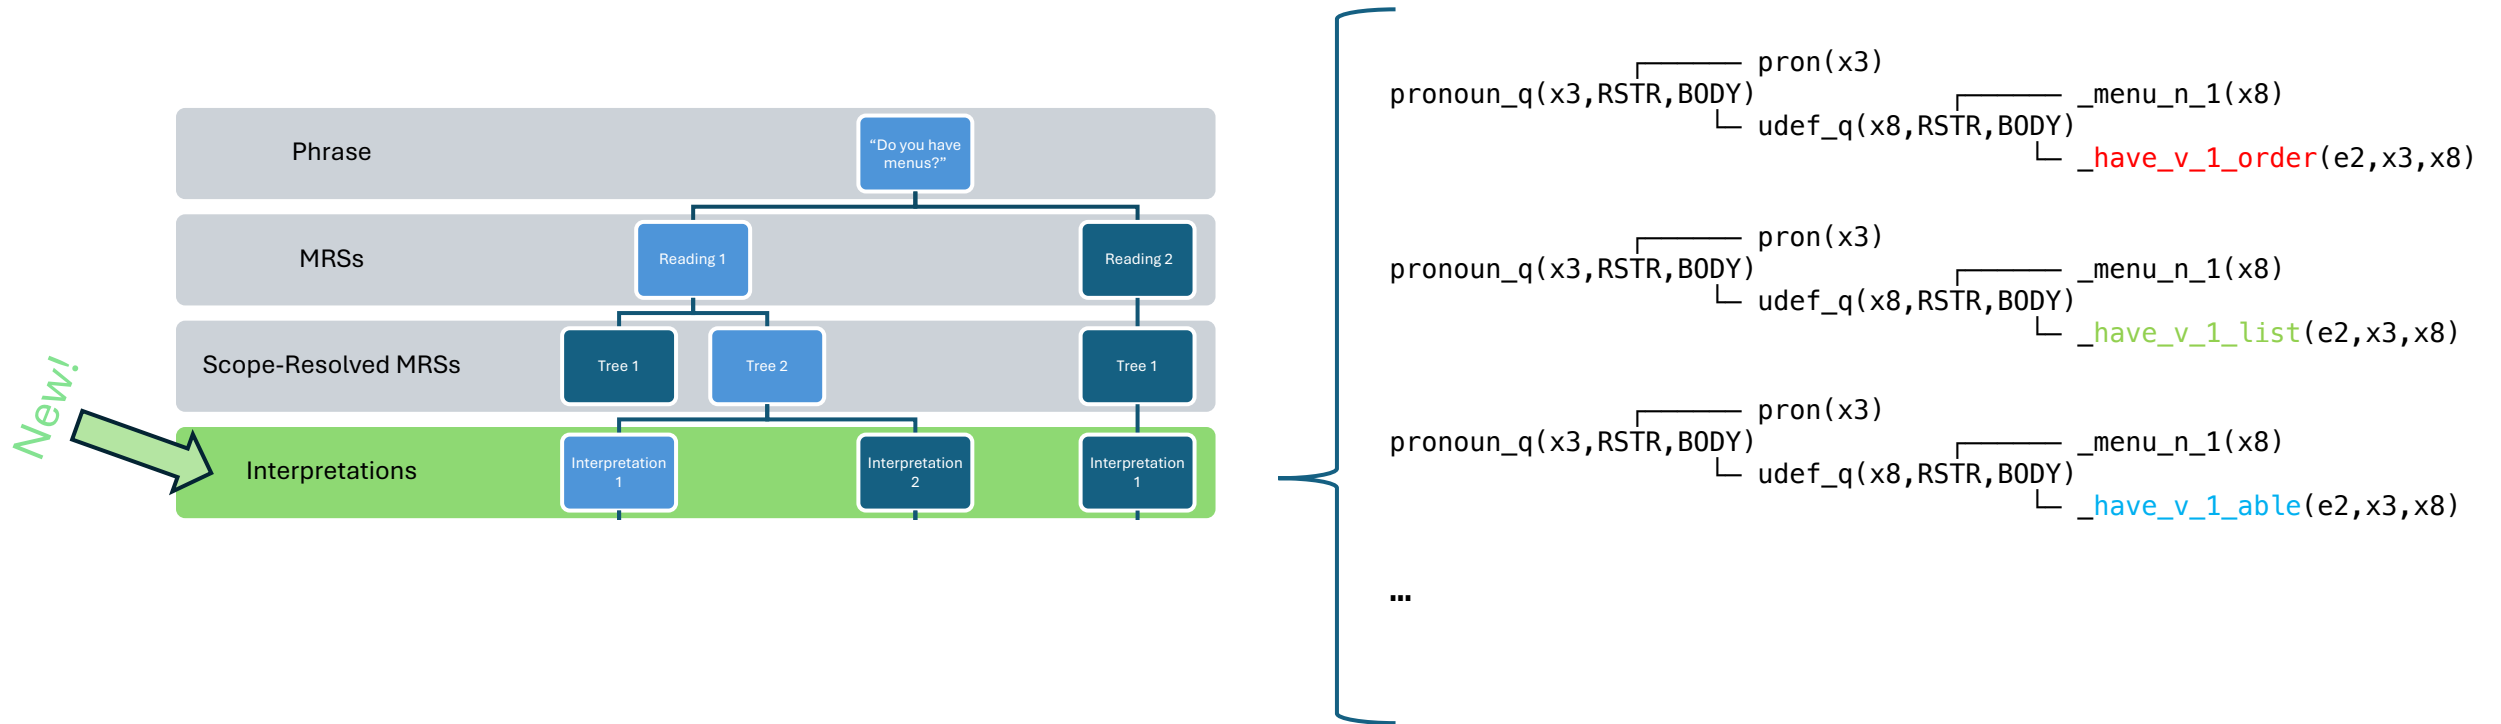 New!
Phrase
“Do you have
menus?”
MRSs
Reading 1
Reading 2
Scope-Resolved MRSs
Tree 1
Tree 2
Tree 1
Interpretations
Interpretation
1
Interpretation
2
Interpretation
1
pron(x3)
pronoun_q(x3,RSTR,BODY)
_menu_n_1(x8)
udef_q(x8,RSTR,BODY)
_have_v_1_order(e2,x3,x8)
pron(x3)
pronoun_q(x3,RSTR,BODY)
_menu_n_1(x8)
udef_q(x8,RSTR,BODY)
_have_v_1_list(e2,x3,x8)
pron(x3)
pronoun_q(x3,RSTR,BODY)
_menu_n_1(x8)
udef_q(x8,RSTR,BODY)
_have_v_1_able(e2,x3,x8)
…